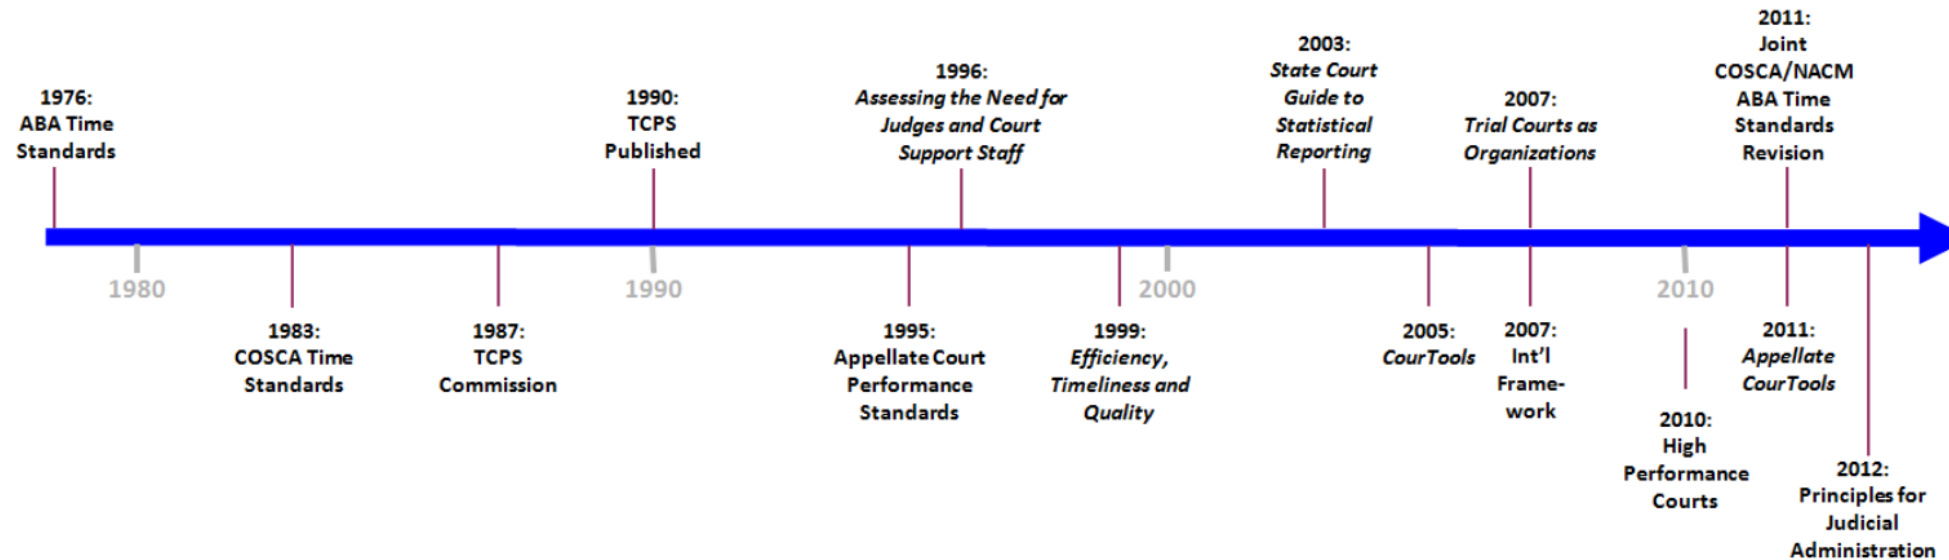 1976:
ABA Time
Standards
1990:
TCPS
Published
1996:
Assessing the Need for
Judges and Court
Support Staff
2003:
State Court
Guide to
Statistical
Reporting
2007:
Trial Courts as
Organizations
2011:
Joint
COSCA/NACM
ABA Time
Standards
Revision
1980
1990
2000
2010
1983:
COSCA Time
Standards
1987:
TCPS
Commission
1995:
Appellate Court
Performance
Standards
1999:
Efficiency,
Timeliness and
Quality
2005:
CourTools
2007:
Int'l
Frame-
work
2010:
High
Performance
Courts
2011:
Appellate
CourTools
2012:
Principles for
Judicial
Administration